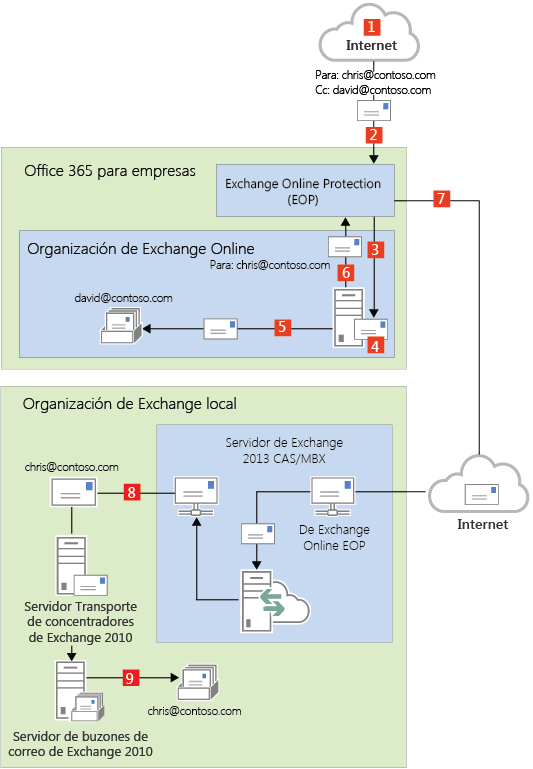 1
Internet
Para: chris@contoso.com
Cc: david@contoso.com
2
Office 365 para empresas
Exchange Online Protection
(EOP)
7
Organización de Exchange Online
3
Para: chris@contoso.com
6
david@contoso.com
5
4
Organización de Exchange local
Servidor de Exchange
2013 CAS/MBX
chris@contoso.com
8
De Exchange
Online EOP
Internet
Servidor Transporte
de concentradores
de Exchange 2010
9
chris@contoso.com
Servidor de buzones de
correo de Exchange 2010